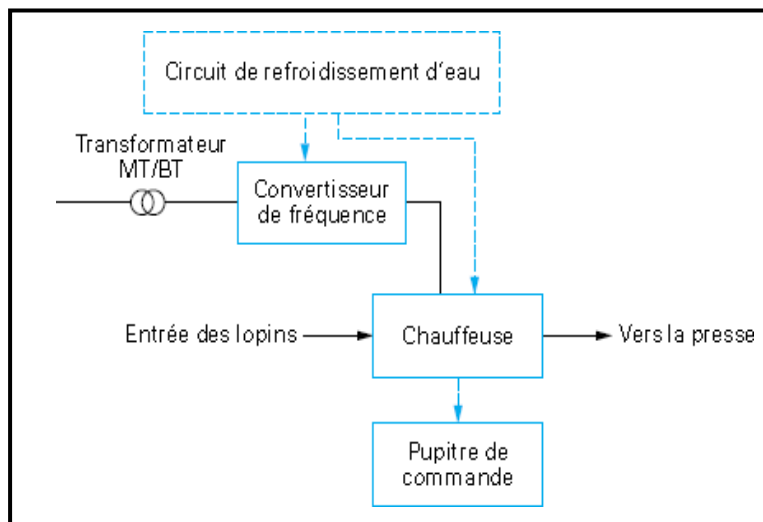 Circuit de refroidissement d'eau
Transformateur
MT/BT
Convertisseur
de fréquence
Entrée des lopins
Chauffeuse
Vers la presse
Pupitre de
commande